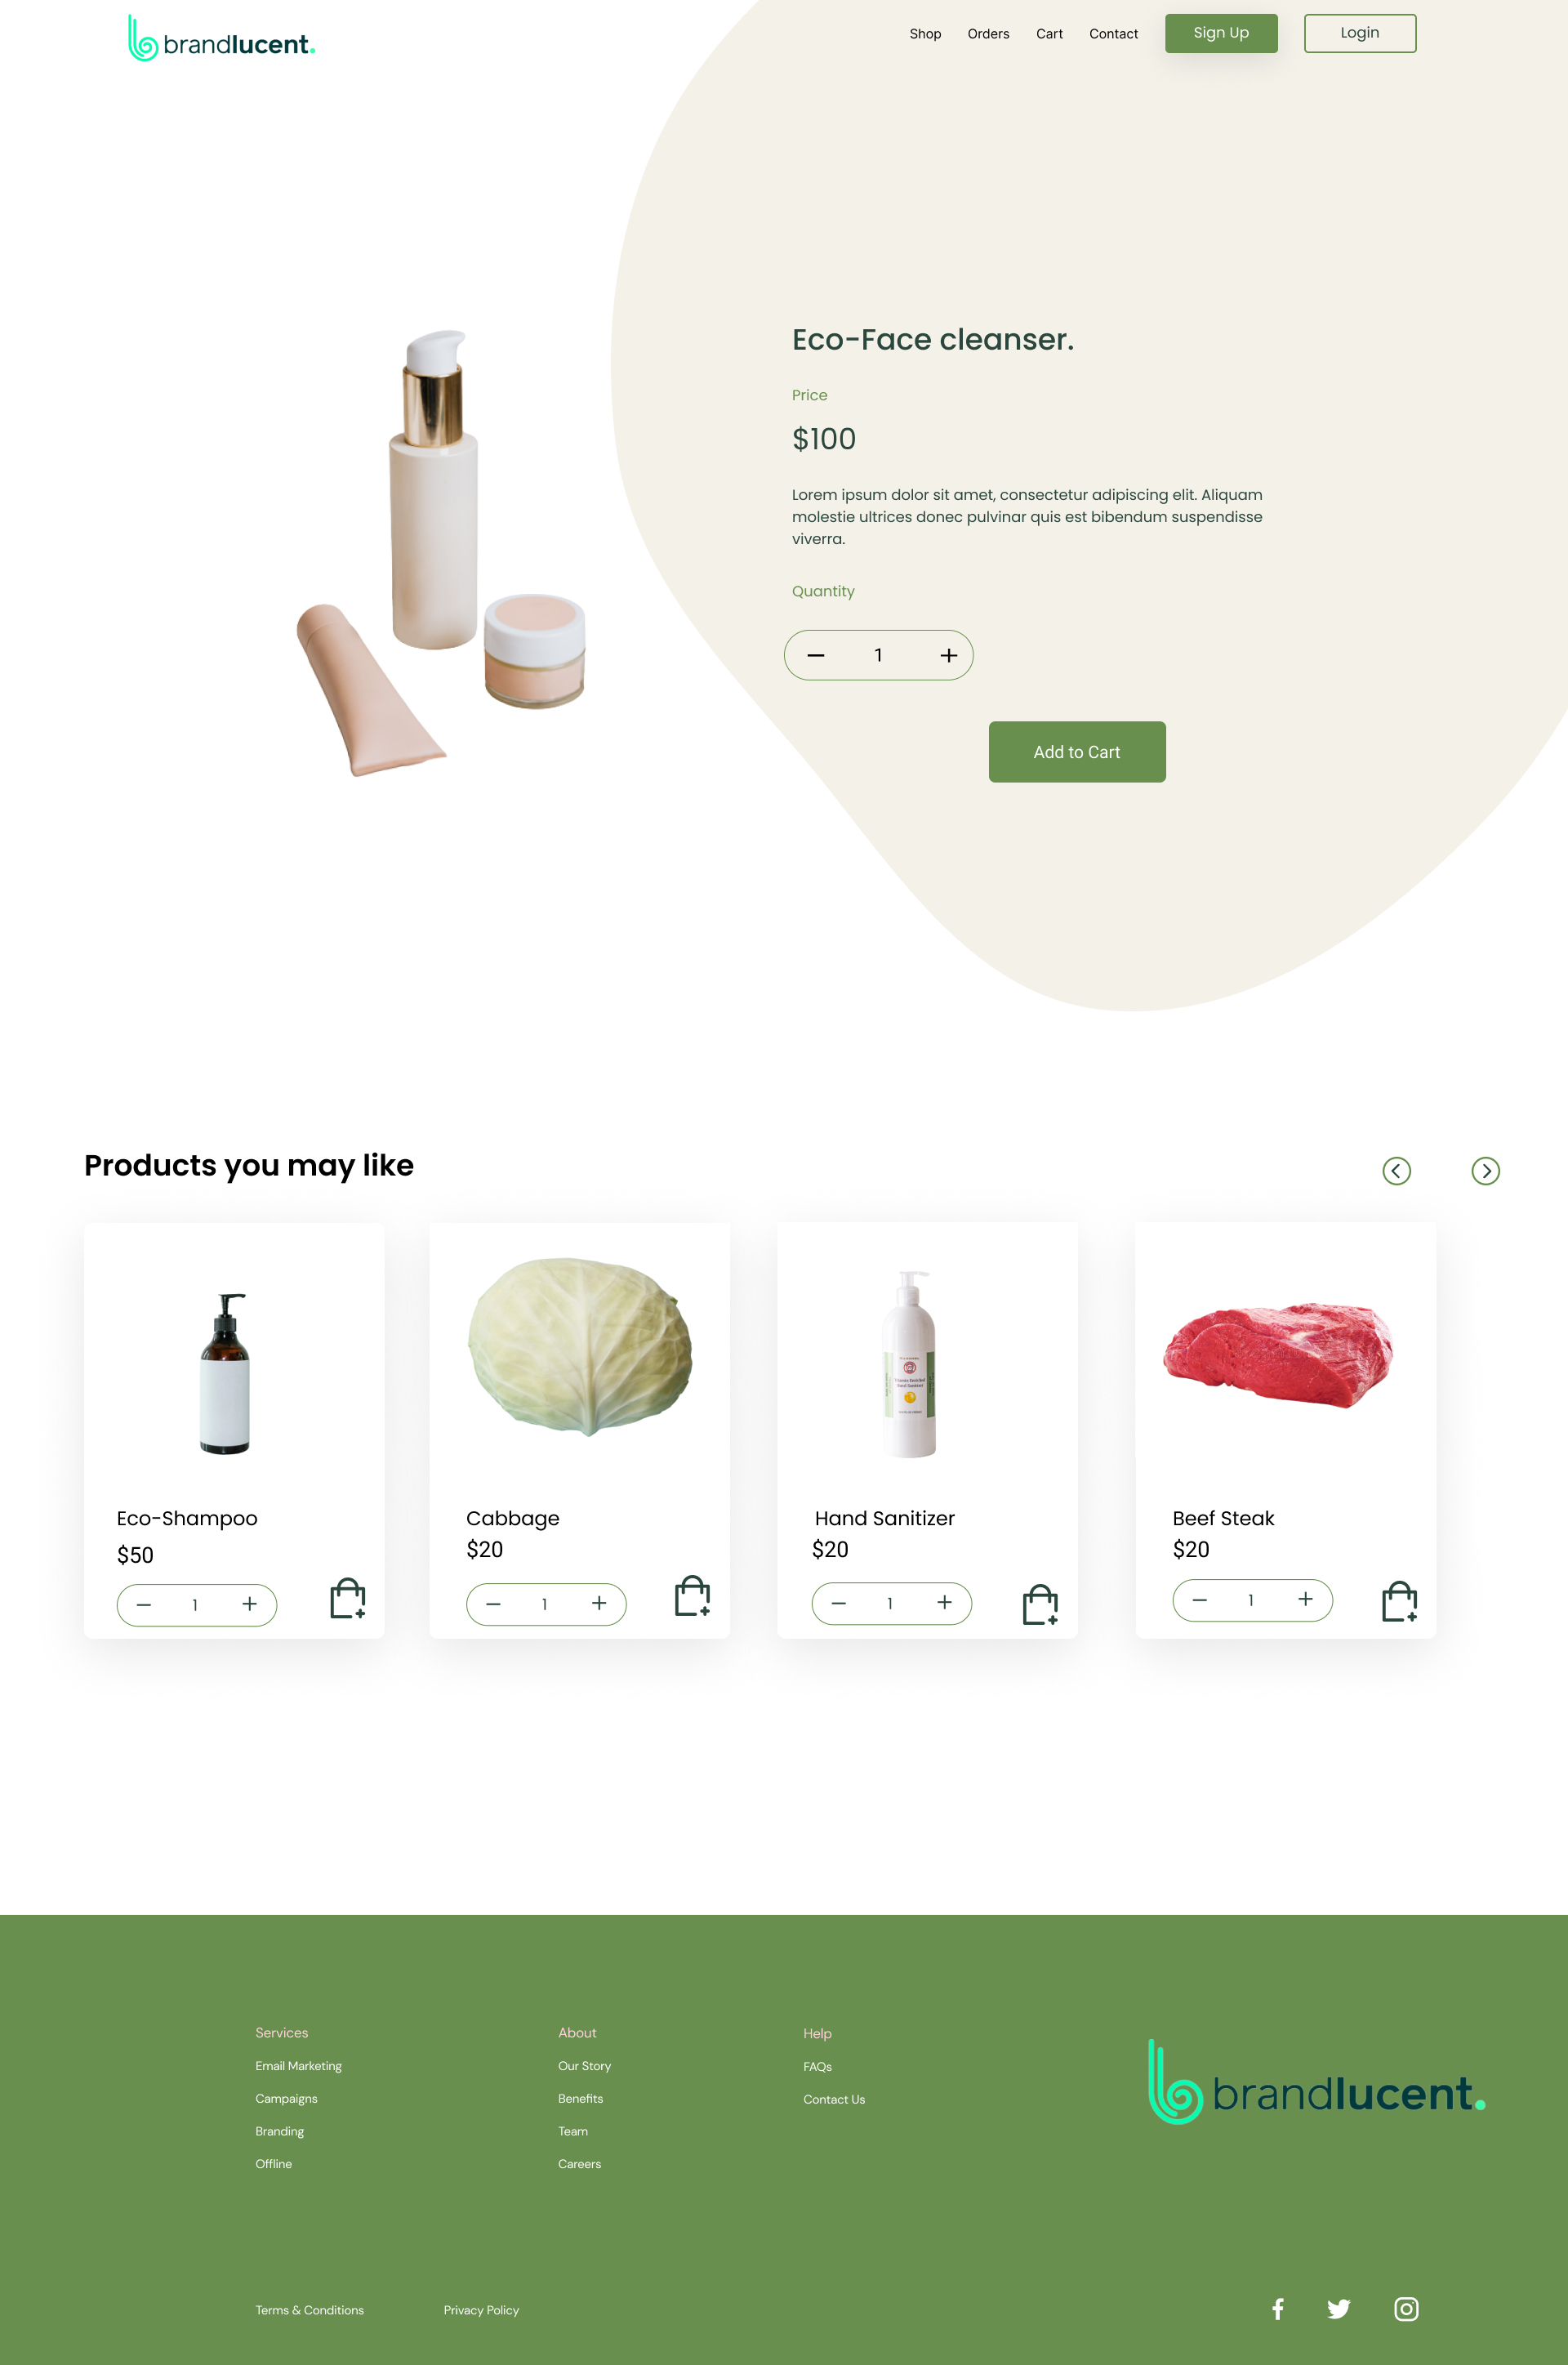 brandlucent.
Shop
Orders
Cart
Contact
Sign Up
Login
Eco-Face cleanser.
Price
$100
Lorem ipsum dolor sit amet, consectetur adipiscing elit. Aliquam
molestie ultrices donec pulvinar quis est bibendum suspendisse
viverra.
Quantity
1
Add to Cart
Products you may like
Eco-Shampoo
$50
1
Cabbage
$20
1
Hand Sanitizer
Hand Sanitizer
$20
1
Beef Steak
$20
1
Services
Email Marketing
Campaigns
Branding
Offline
About
Our Story
Benefits
Team
Careers
Help
FAQs
Contact Us
brandlucent.
Terms & Conditions
Privacy Policy